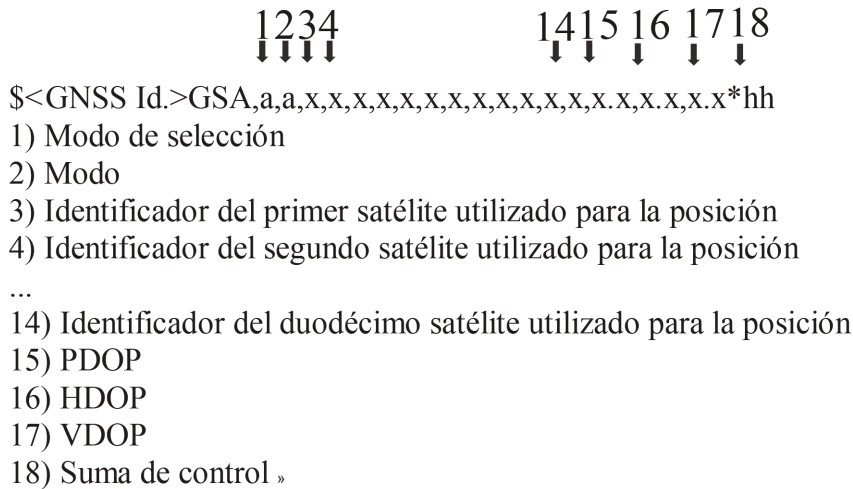 1234 1415 16 1718
$<GNSS Id.>GSA,a,a,x,x,x,x,x,x,x,x,x,x,x,x,x.x,x.x,x.x*hh
1) Modo de selección
2) Modo
3) Identificador del primer satélite utilizado para la posición
4) Identificador del segundo satélite utilizado para la posición
...
14) Identificador del duodécimo satélite utilizado para la posición
15) PDOP
16) HDOP
17) VDOP
18) Suma de control »